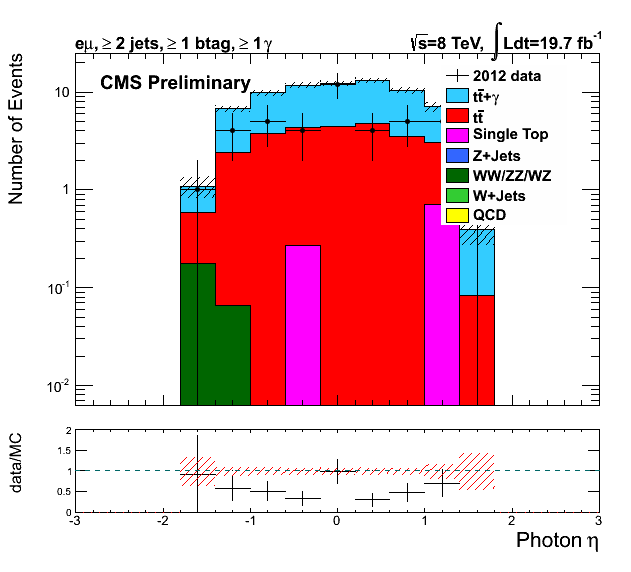 eμ, ≥ 2 jets, ≥ 1 btag, ≥ 1 γ
√s=8 TeV, ∫ Ldt=19.7 fb⁻¹
Number of Events
CMS Preliminary
2012 data
tt̄+γ
tt̄
Single Top
Z+Jets
WW/ZZ/WZ
W+Jets
QCD
10
1
10⁻¹
10⁻²
data/MC
2
1.5
1
0.5
0
-3 -2 -1 0 1 2 3
Photon η